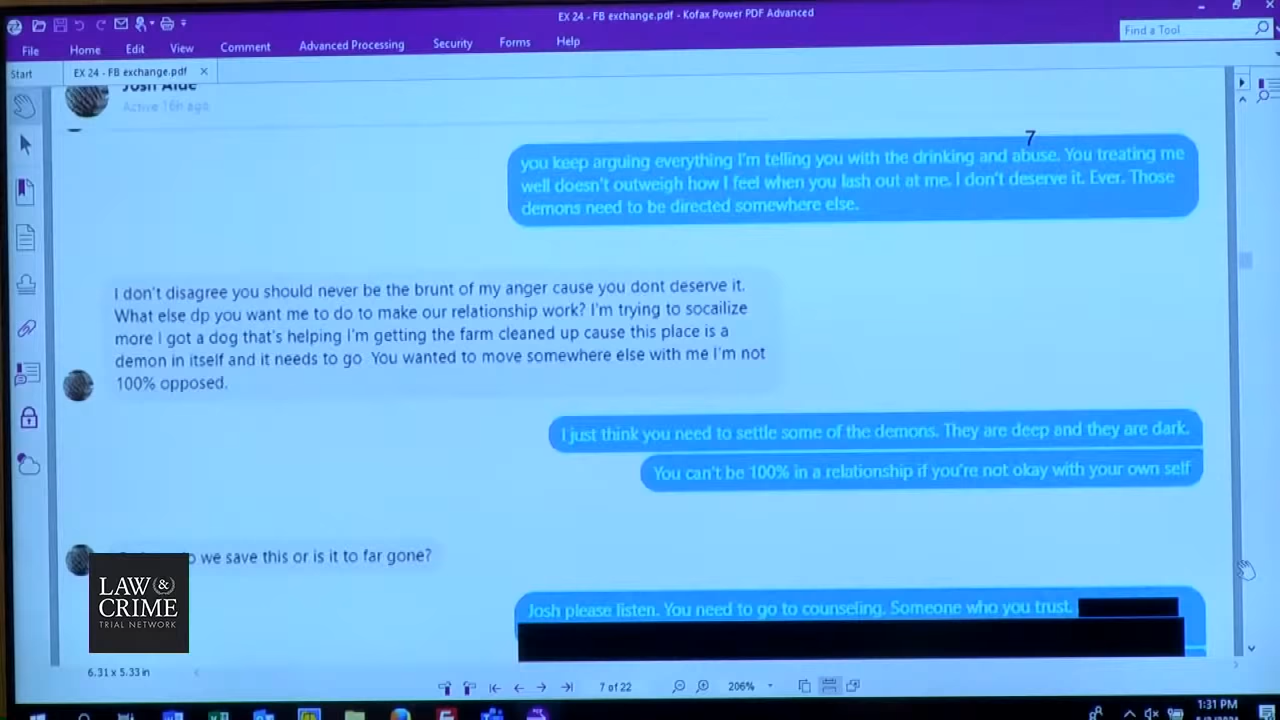 EX 24 - FB exchange.pdf - Kofax Power PDF Advanced
File Home Edit View Comment Advanced Processing Security Forms Help
Find a Tool
Start EX 24 - FB exchange.pdf ×
Active 16h ago
7
you keep arguing everything I'm telling you with the drinking and abuse. You treating me
well doesn't outweigh how I feel when you lash out at me. I don't deserve it. Ever. Those
demons need to be directed somewhere else.
I don't disagree you should never be the brunt of my anger cause you dont deserve it.
What else dp you want me to do to make our relationship work? I'm trying to socailize
more I got a dog that's helping I'm getting the farm cleaned up cause this place is a
demon in itself and it needs to go You wanted to move somewhere else with me I'm not
100% opposed.
I just think you need to settle some of the demons. They are deep and they are dark.
You can't be 100% in a relationship if you're not okay with your own self
we save this or is it to far gone?
Josh please listen. You need to go to counseling. Someone who you trust.
LAW &
CRIME
TRIAL NETWORK
6.31 x 5.33 in
7 of 22
206%
1:31 PM